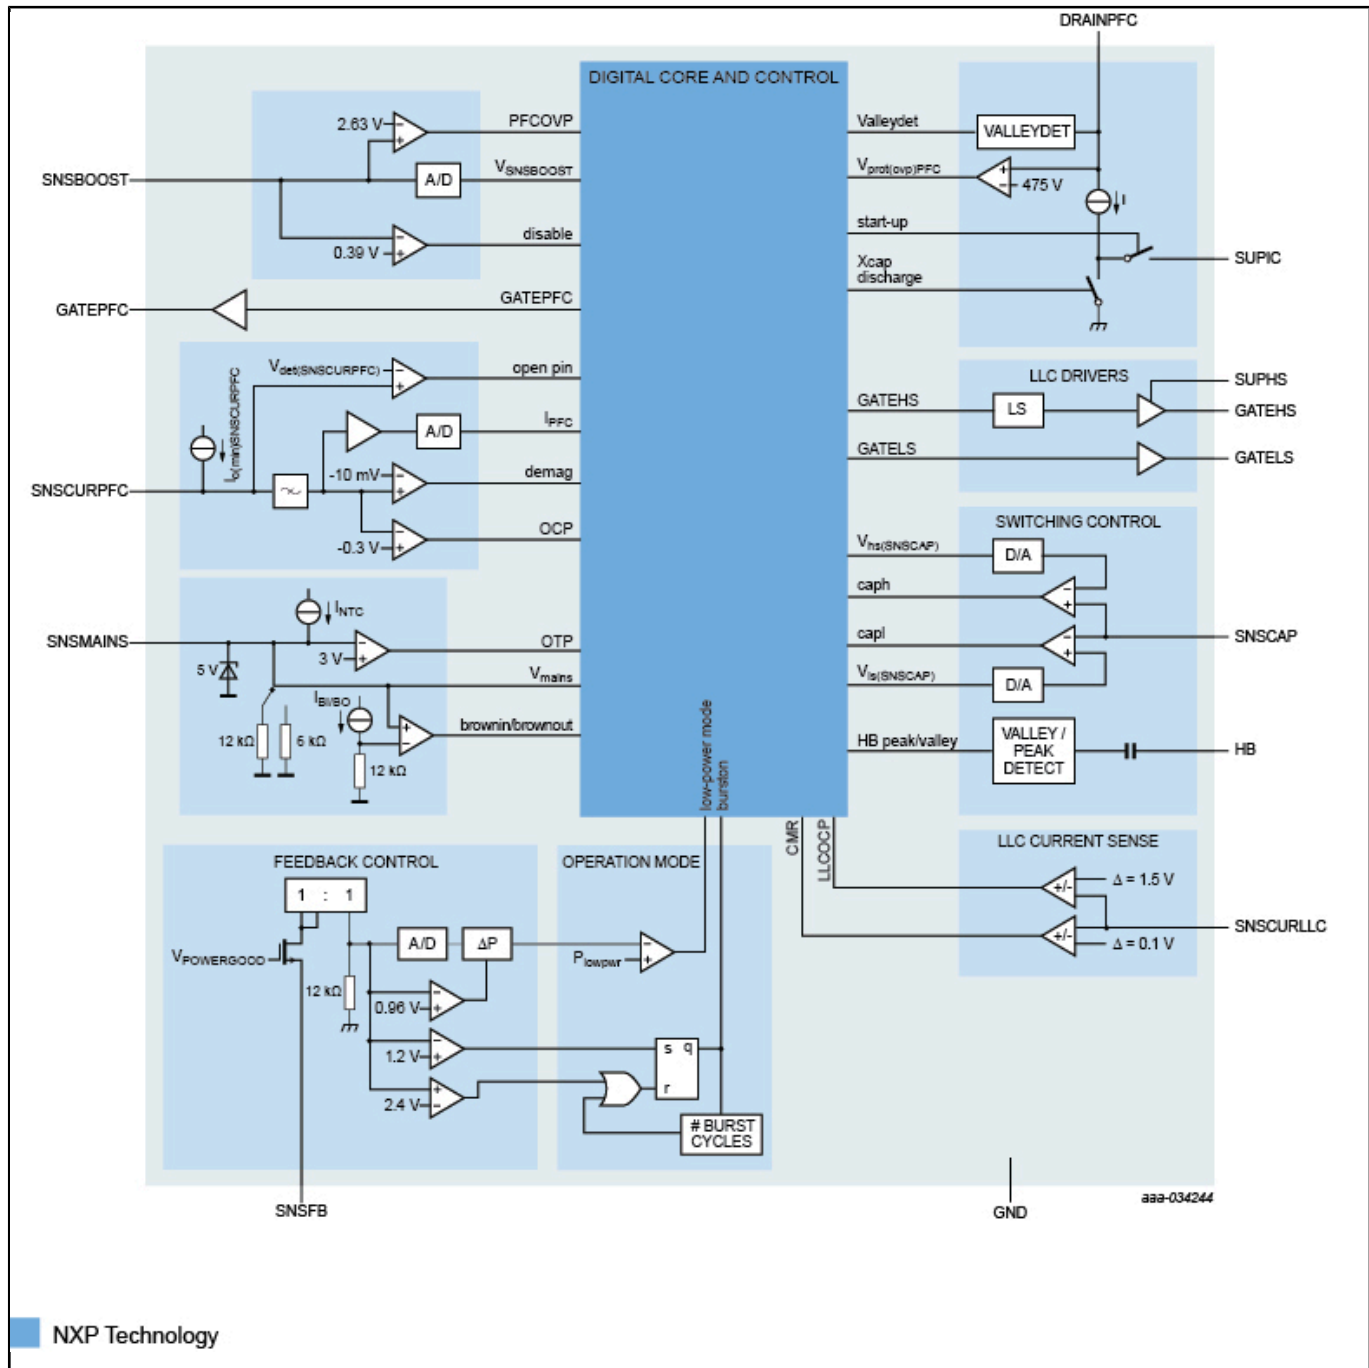 DRAINPFC
DIGITAL CORE AND CONTROL
2.63 V
PFCOVP
Valleydet
VALLEYDET
SNSBOOST
A/D
VSNSBOOST
Vprot(ovp)PFC
475 V
I
0.39 V
disable
start-up
SUPIC
Xcap
discharge
GATEPFC
GATEPFC
Vdet(SNSCURPFC)
open pin
LLC DRIVERS
SUPHS
GATEHS
LS
GATEHS
IPFC
A/D
Io(min)SNSCURPFC
GATELS
GATELS
SNSCURPFC
-10 mV
demag
-0.3 V
OCP
SWITCHING CONTROL
Vhs(SNSCAP)
D/A
caph
INTC
SNSMAINS
3 V
OTP
capl
SNSCAP
5 V
Vmains
Vls(SNSCAP)
D/A
IBI/BO
12 kΩ
6 kΩ
brownin/brownout
HB peak/valley
VALLEY /
PEAK
DETECT
HB
12 kΩ
low-power mode
burston
CMR
LLCOCP
LLC CURRENT SENSE
FEEDBACK CONTROL
OPERATION MODE
1 : 1
+/-
Δ = 1.5 V
SNSCURLLC
+/-
Δ = 0.1 V
A/D
ΔP
VPOWERGOOD
Plowpwr
12 kΩ
0.96 V
1.2 V
s q
r
2.4 V
# BURST
CYCLES
SNSFB
GND
aaa-034244
NXP Technology